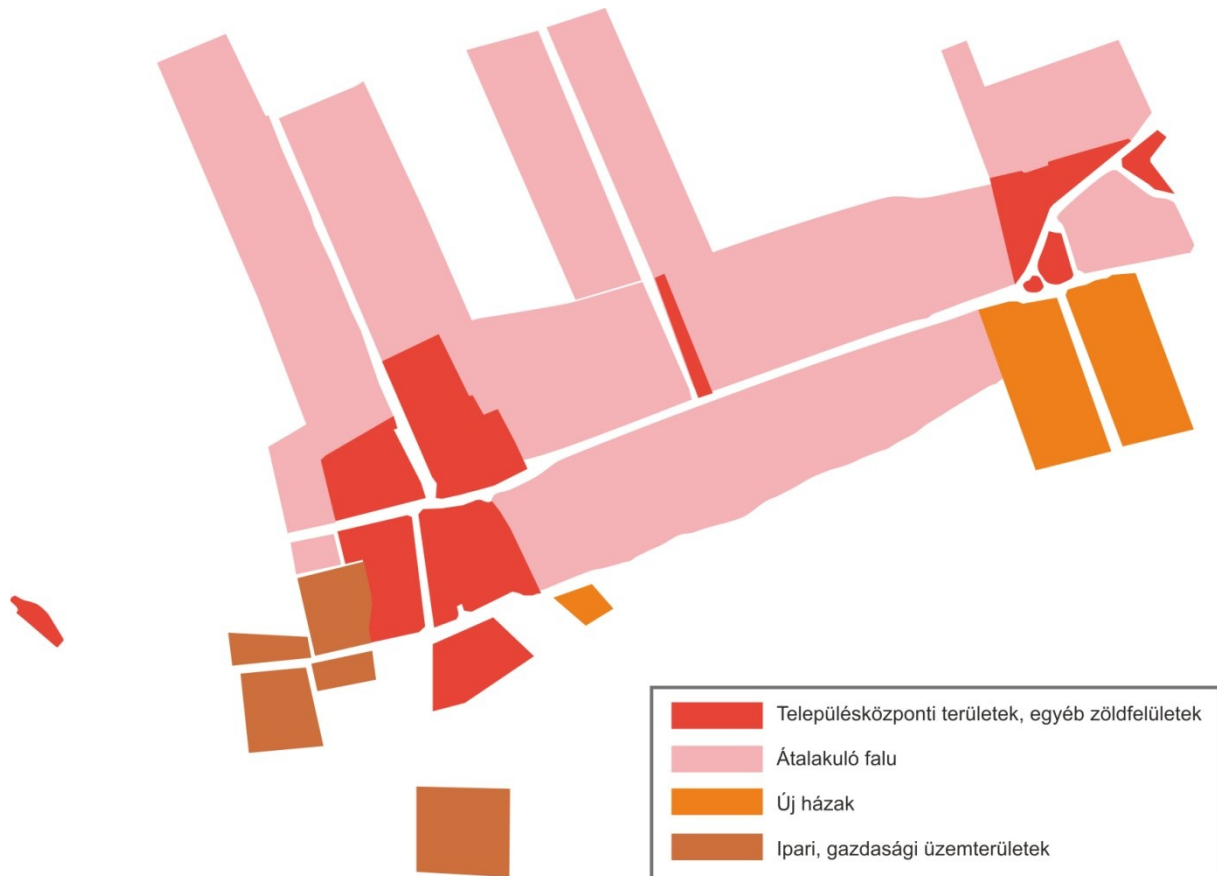 Településközponti területek, egyéb zöldfelületek
Átalakuló falu
Új házak
Ipari, gazdasági üzemterületek